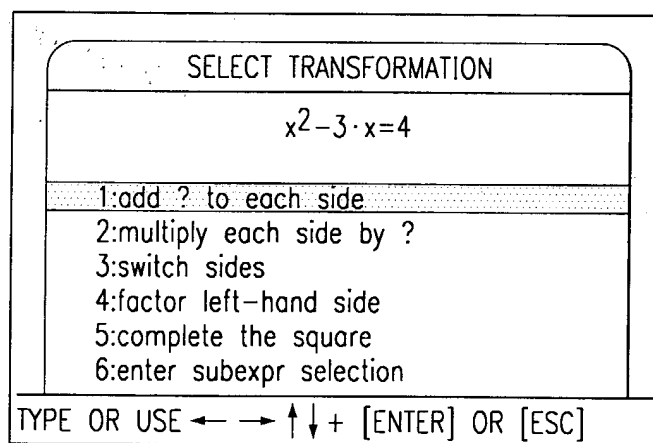 SELECT TRANSFORMATION
x²-3·x=4
1:add ? to each side
2:multiply each side by ?
3:switch sides
4:factor left-hand side
5:complete the square
6:enter subexpr selection
TYPE OR USE ← → ↑↓+ [ENTER] OR [ESC]